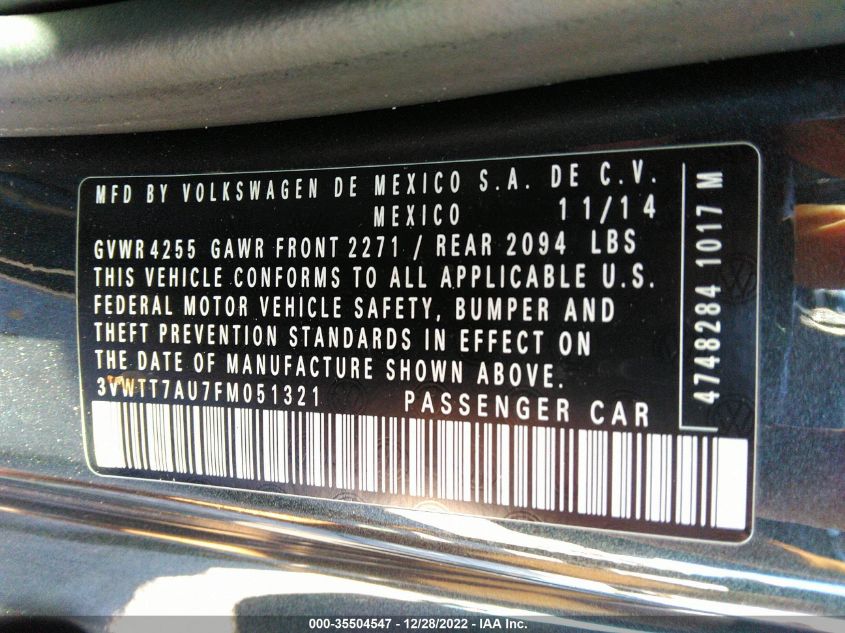 MFD BY VOLKSWAGEN DE MEXICO S.A. DE C.V.
MEXICO 11/14
GVWR 4255 GAWR FRONT 2271 / REAR 2094 LBS
THIS VEHICLE CONFORMS TO ALL APPLICABLE U.S.
FEDERAL MOTOR VEHICLE SAFETY, BUMPER AND
THEFT PREVENTION STANDARDS IN EFFECT ON
THE DATE OF MANUFACTURE SHOWN ABOVE.
3VWTT7AU7FM051321 PASSENGER CAR
4748284 1017 M
000-35504547 - 12/28/2022 - IAA Inc.